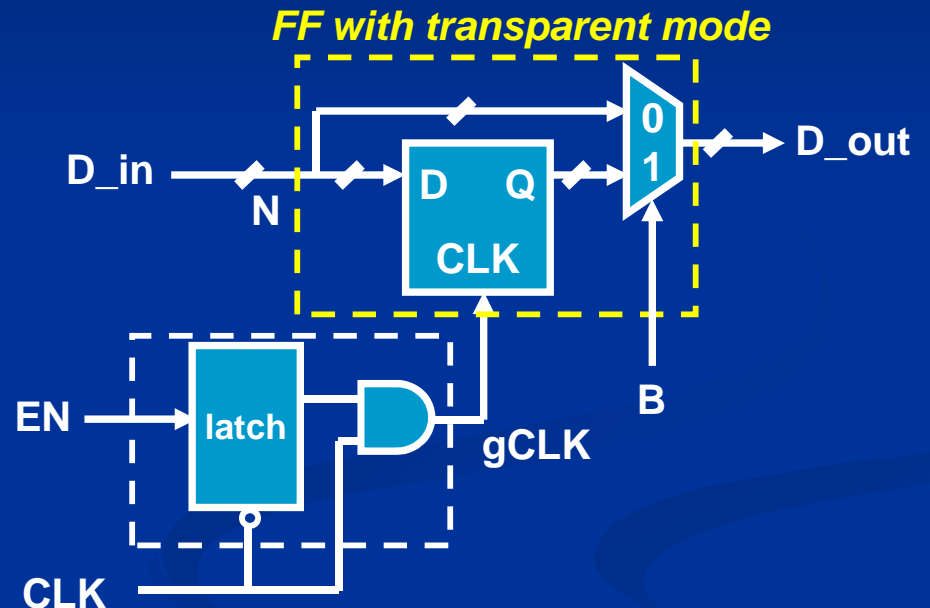 FF with transparent mode
0
D_in
D_out
1
N
D Q
CLK
B
EN
latch
gCLK
CLK